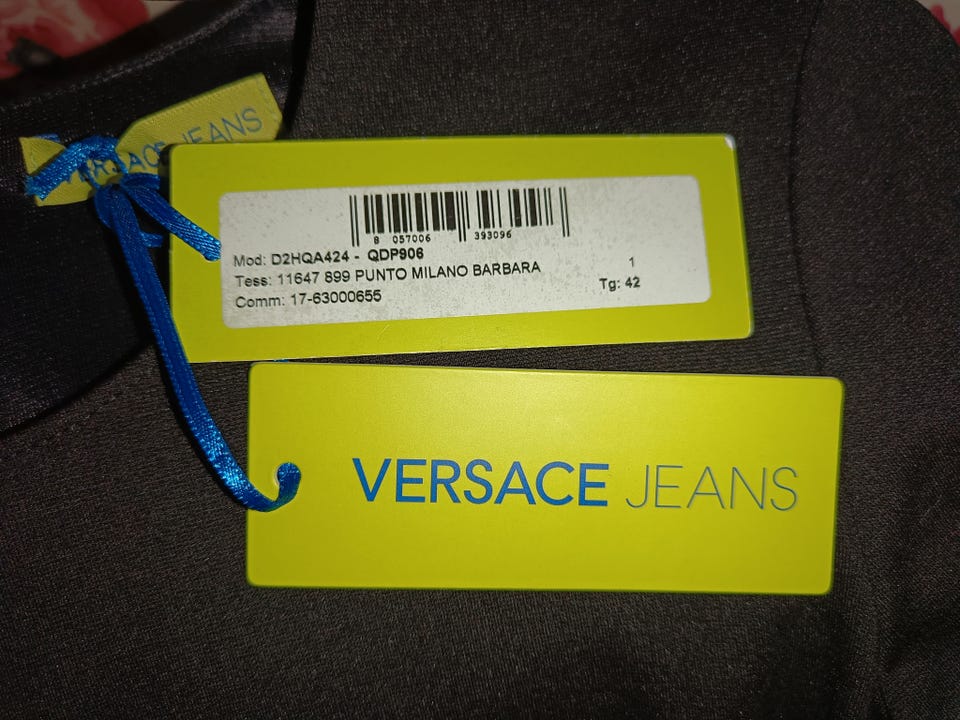 VERSACE JEANS
8 057006 393096
Mod: D2HQA424 - QDP906
Tess: 11647 899 PUNTO MILANO BARBARA 1
Comm: 17-63000655 Tg: 42
VERSACE JEANS